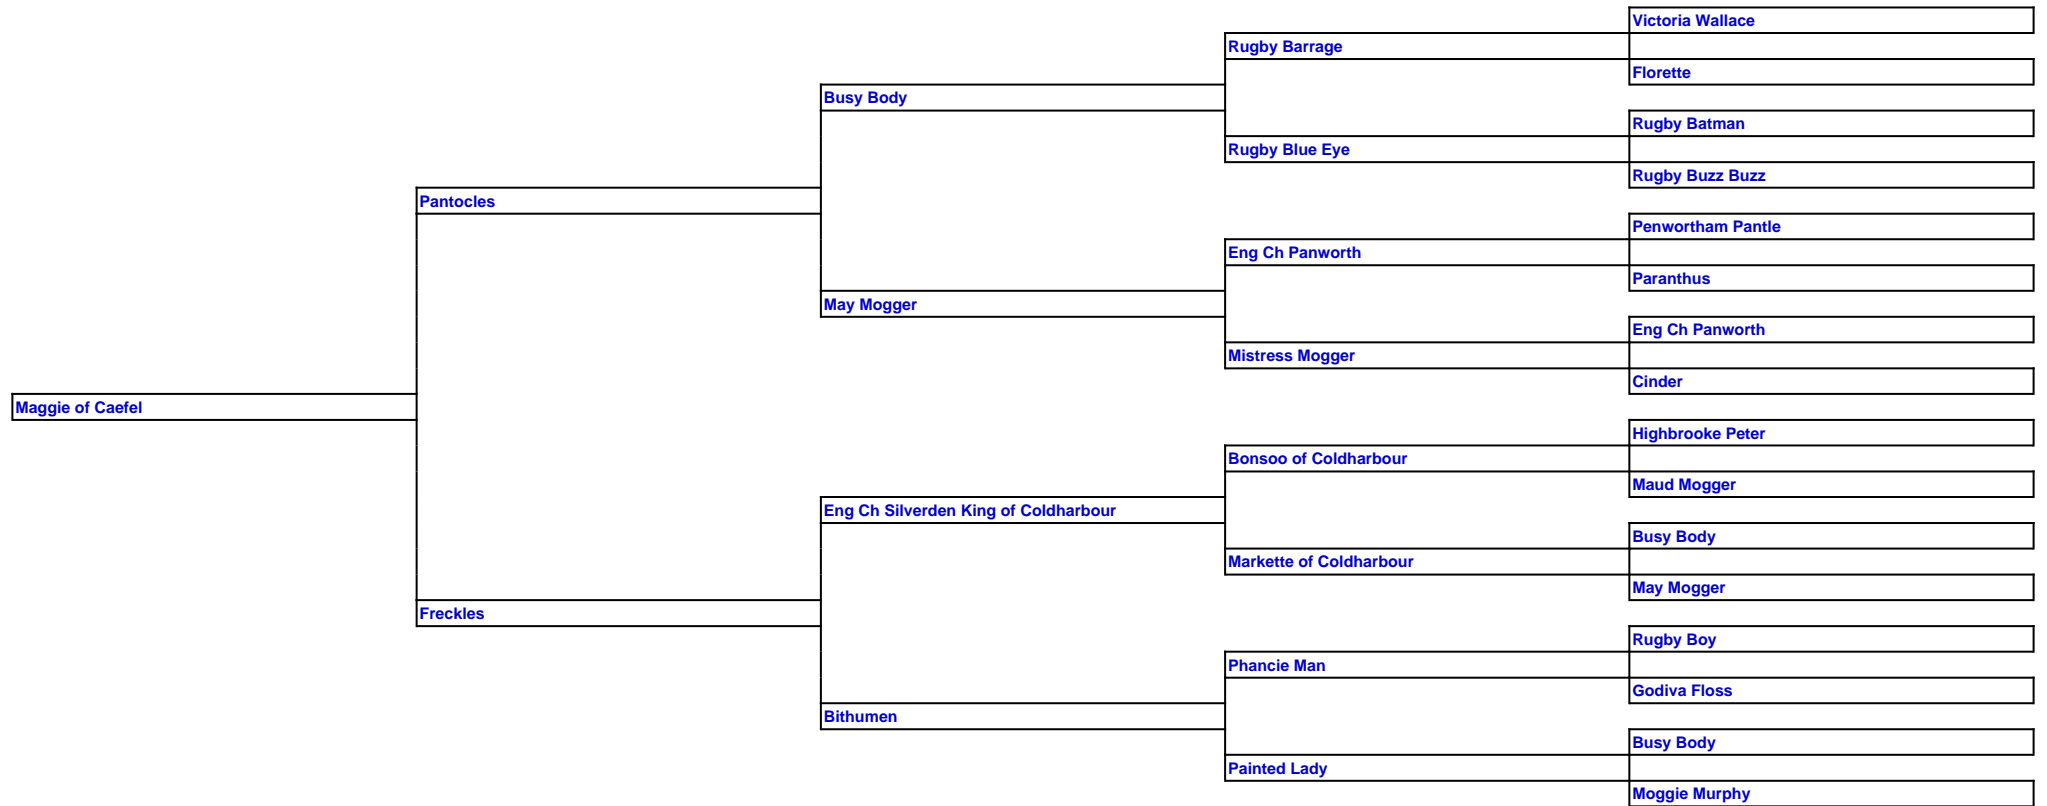 Victoria Wallace
Rugby Barrage
Florette
Busy Body
Rugby Batman
Rugby Blue Eye
Rugby Buzz Buzz
Pantocles
Penwortham Pantle
Eng Ch Panworth
Paranthus
May Mogger
Eng Ch Panworth
Mistress Mogger
Cinder
Maggie of Caefel
Highbrooke Peter
Bonsoo of Coldharbour
Maud Mogger
Eng Ch Silverden King of Coldharbour
Busy Body
Markette of Coldharbour
May Mogger
Freckles
Rugby Boy
Phancie Man
Godiva Floss
Bithumen
Busy Body
Painted Lady
Moggie Murphy